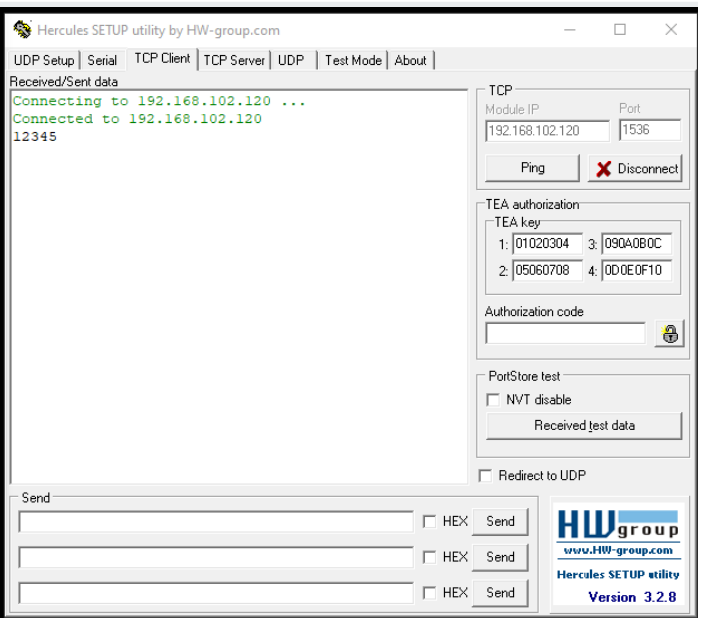 Hercules SETUP utility by HW-group.com
UDP Setup Serial TCP Client TCP Server UDP Test Mode About
Received/Sent data
Connecting to 192.168.102.120 ...
Connected to 192.168.102.120
12345
TCP
Module IP Port
192.168.102.120 1536
Ping Disconnect
TEA authorization
TEA key
1: 01020304 3: 090A0B0C
2: 05060708 4: 0D0E0F10
Authorization code
PortStore test
NVT disable
Received test data
Redirect to UDP
Send
HEX Send
HEX Send
HEX Send
HW group
www.HW-group.com
Hercules SETUP utility
Version 3.2.8